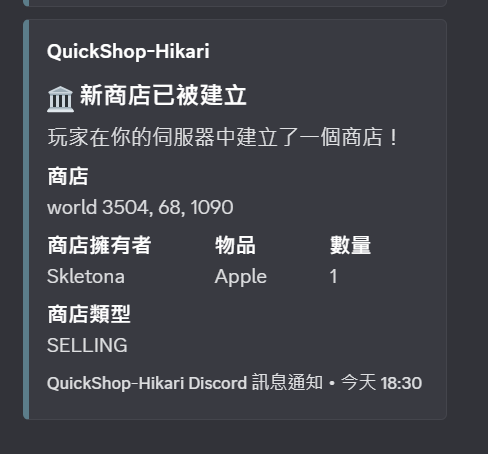 QuickShop-Hikari
🏛 新商店已被建立
玩家在你的伺服器中建立了一個商店！
商店
world 3504, 68, 1090
商店擁有者 物品 數量
Skletona Apple 1
商店類型
SELLING
QuickShop-Hikari Discord 訊息通知 • 今天 18:30